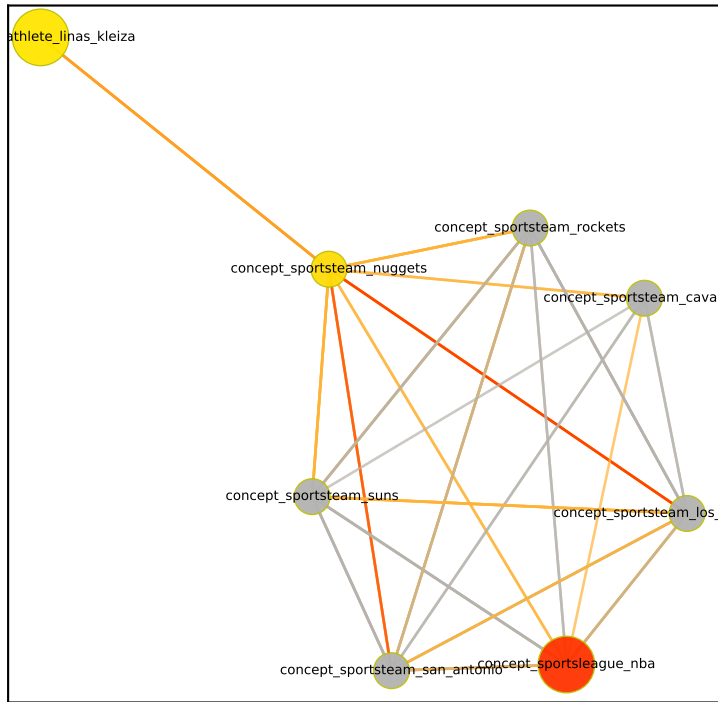 athlete_linas_kleiza
concept_sportsteam_rockets
concept_sportsteam_nuggets
concept_sportsteam_cava
concept_sportsteam_suns
concept_sportsteam_los_
concept_sportsleague_nba
concept_sportsteam_san_antonio